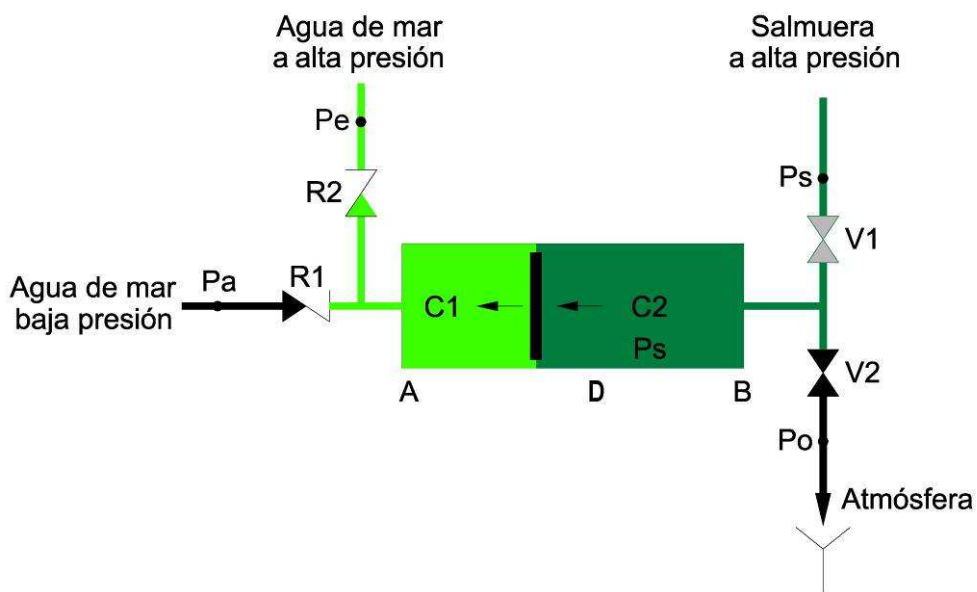 Agua de mar
a alta presión
Salmuera
a alta presión
Pe
Ps
R2
V1
Pa
R1
Agua de mar
baja presión
C1
C2
Ps
V2
A
D
B
Po
Atmósfera